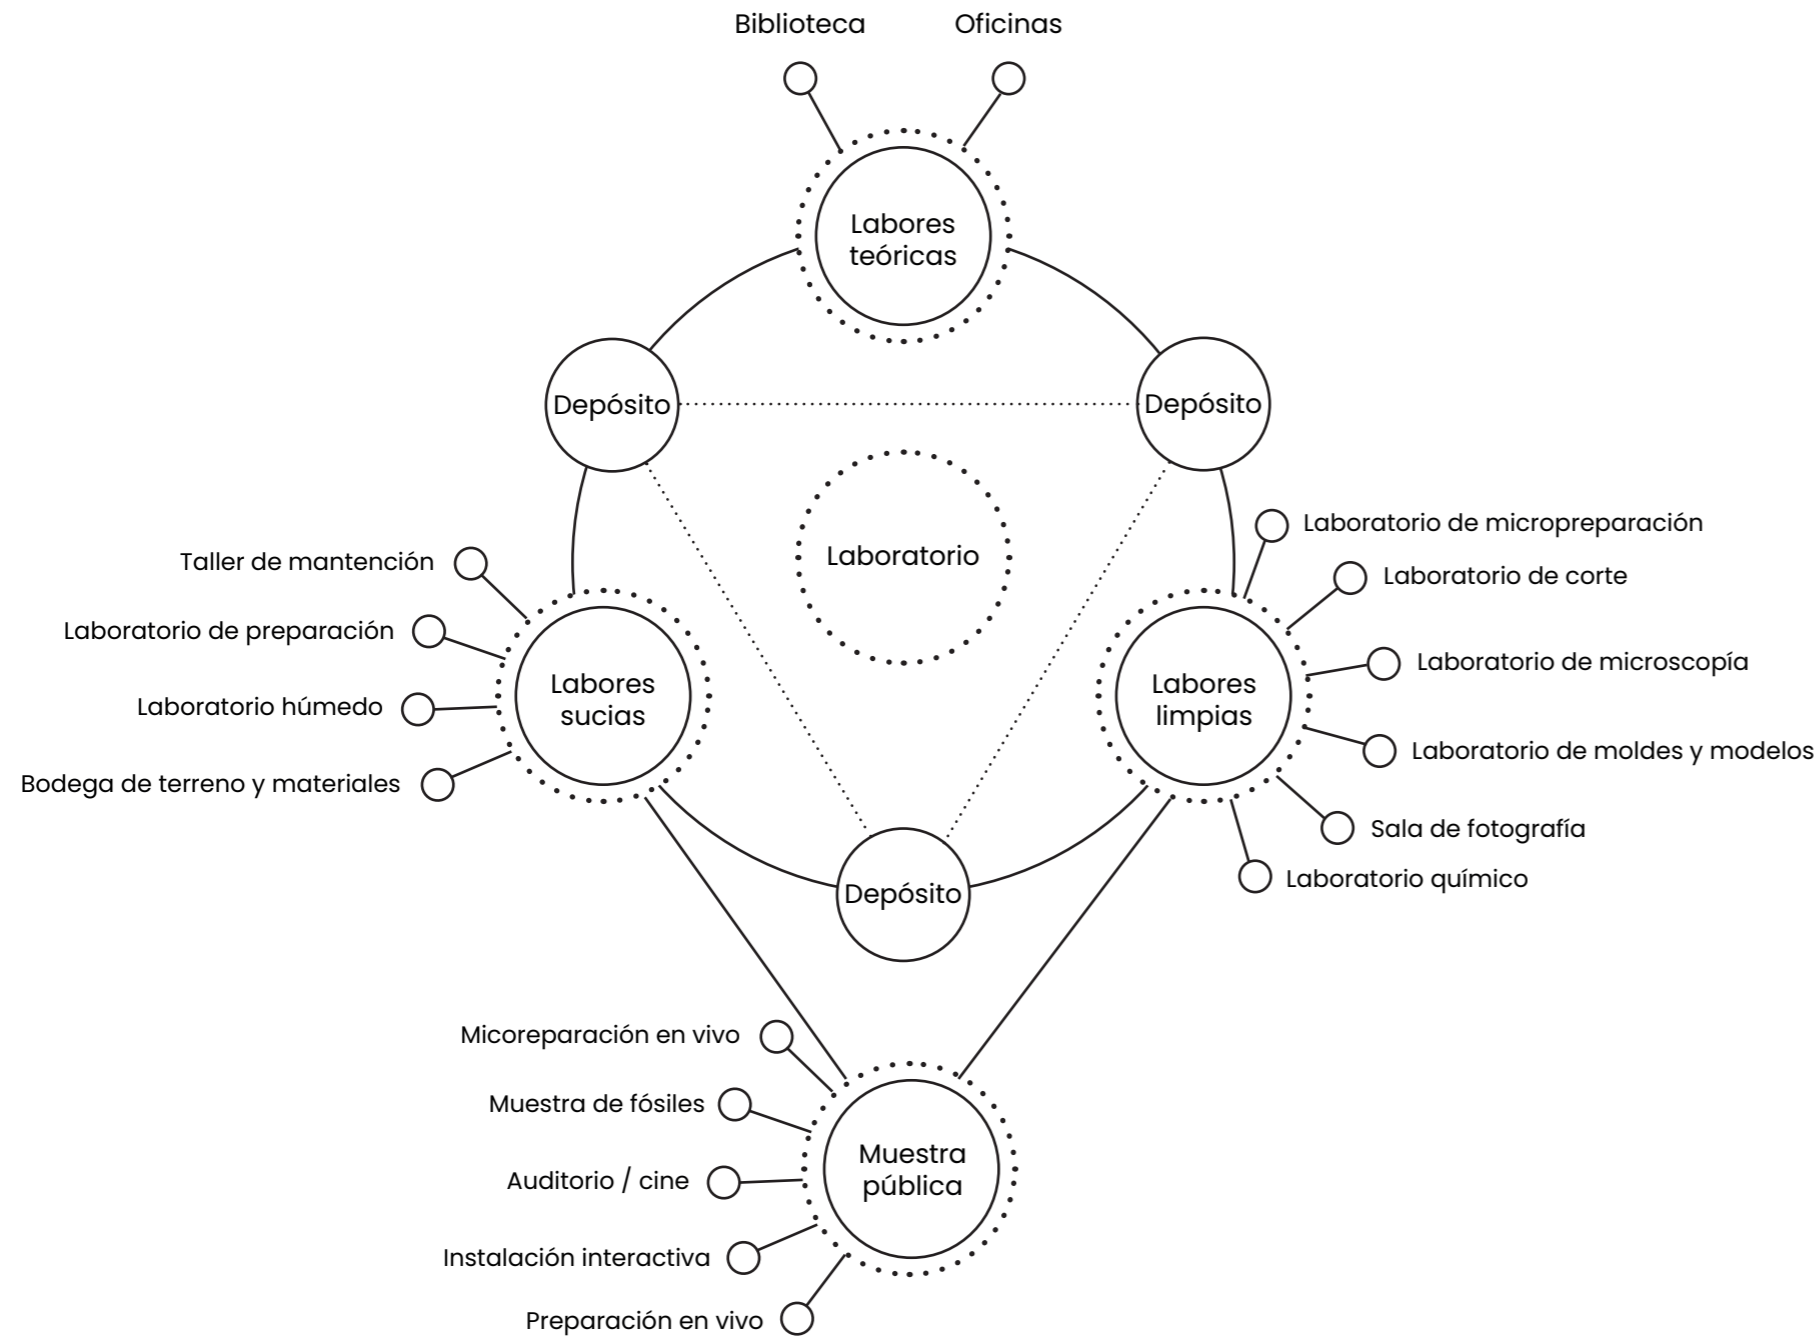 Biblioteca
Oficinas
Labores
teóricas
Depósito
Depósito
Laboratorio
Taller de mantención
Laboratorio de preparación
Laboratorio húmedo
Bodega de terreno y materiales
Labores
sucias
Labores
limpias
Laboratorio de micropreparación
Laboratorio de corte
Laboratorio de microscopía
Laboratorio de moldes y modelos
Sala de fotografía
Laboratorio químico
Depósito
Micoreparación en vivo
Muestra de fósiles
Auditorio / cine
Instalación interactiva
Preparación en vivo
Muestra
pública